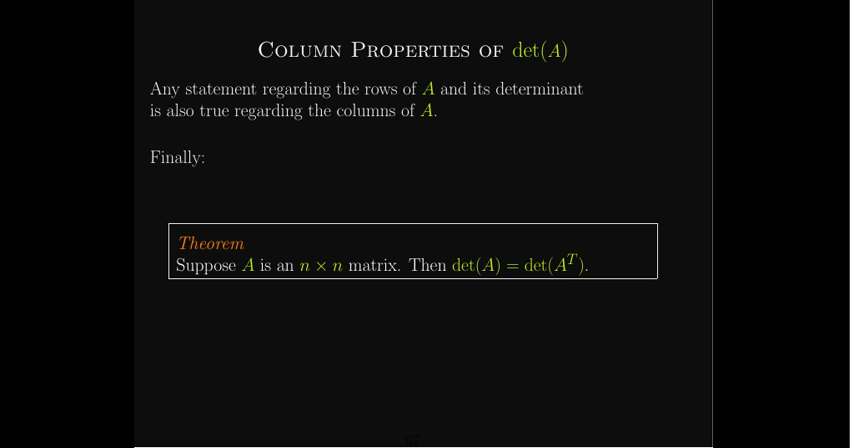 Column Properties of det(A)
Any statement regarding the rows of A and its determinant
is also true regarding the columns of A.
Finally:
Theorem
Suppose A is an n × n matrix. Then det(A) = det(Aᵀ).